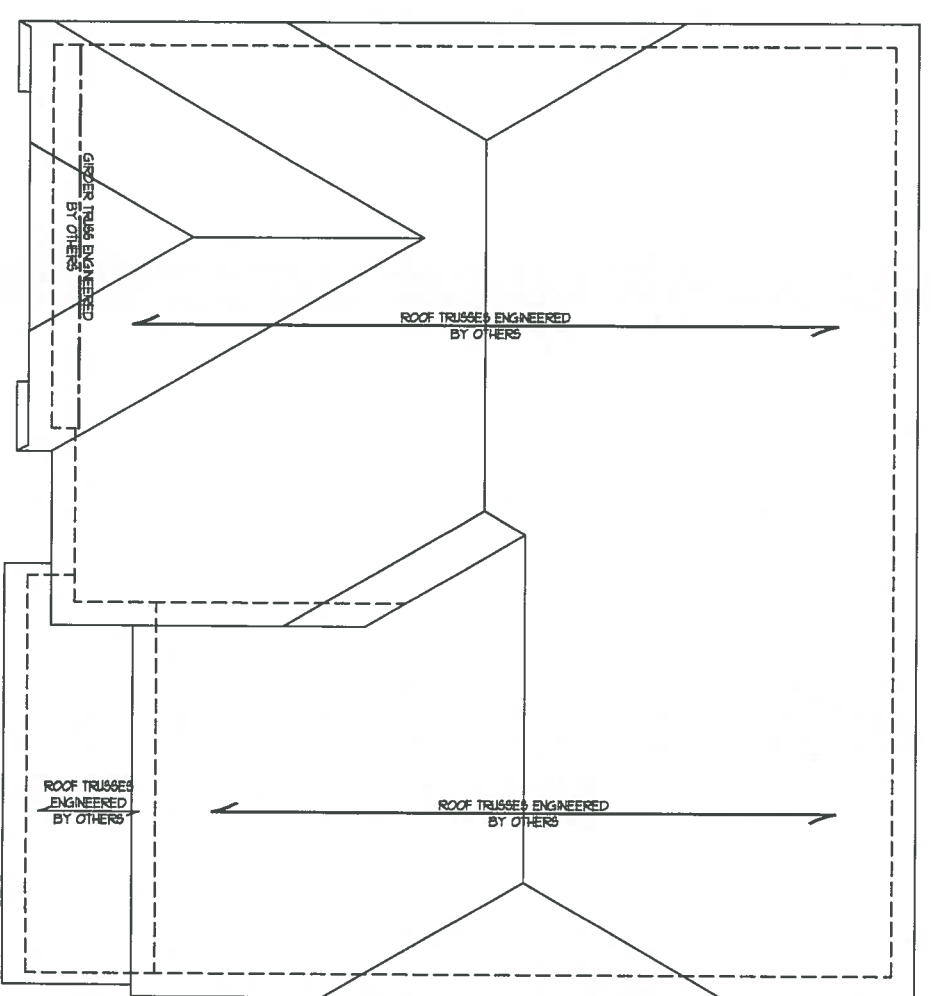 GIRDER TRUSS ENGINEERED
BY OTHERS
ROOF TRUSSES ENGINEERED
BY OTHERS
ROOF TRUSSES
ENGINEERED
BY OTHERS
ROOF TRUSSES ENGINEERED
BY OTHERS